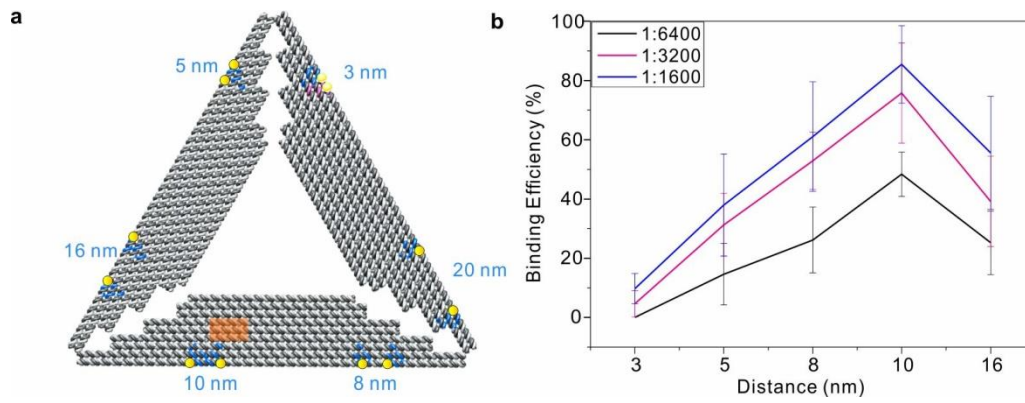 a
5 nm
3 nm
16 nm
20 nm
10 nm
8 nm
b
1:6400
1:3200
1:1600
Binding Efficiency (%)
100
80
60
40
20
0
3
5
8
10
16
Distance (nm)